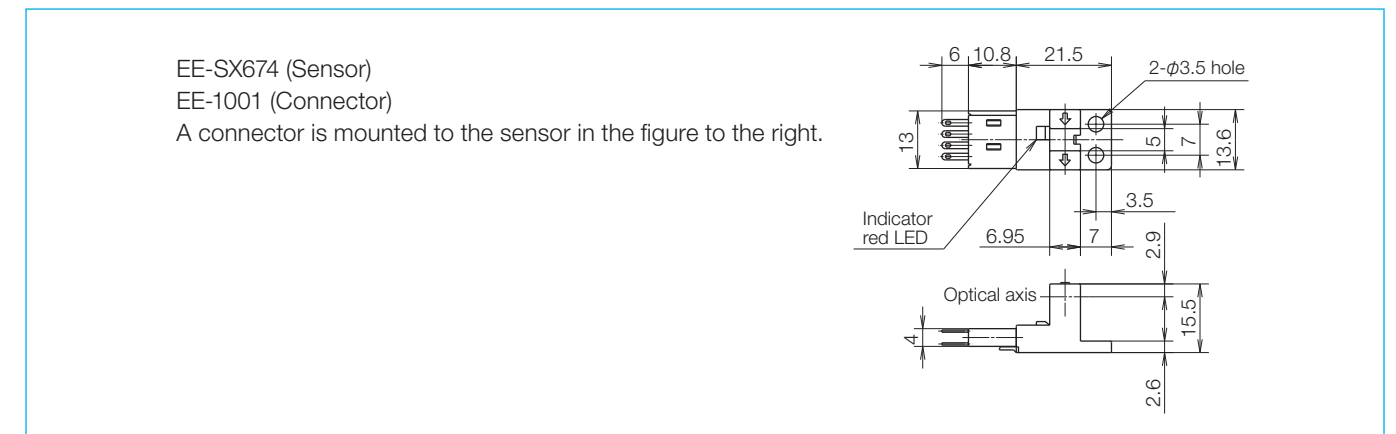 EE-SX674 (Sensor)
EE-1001 (Connector)
A connector is mounted to the sensor in the figure to the right.
6 10.8 21.5
2-ϕ3.5 hole
13
5
7
13.6
3.5
Indicator
red LED
6.95
7
2.9
Optical axis
15.5
4
2.6